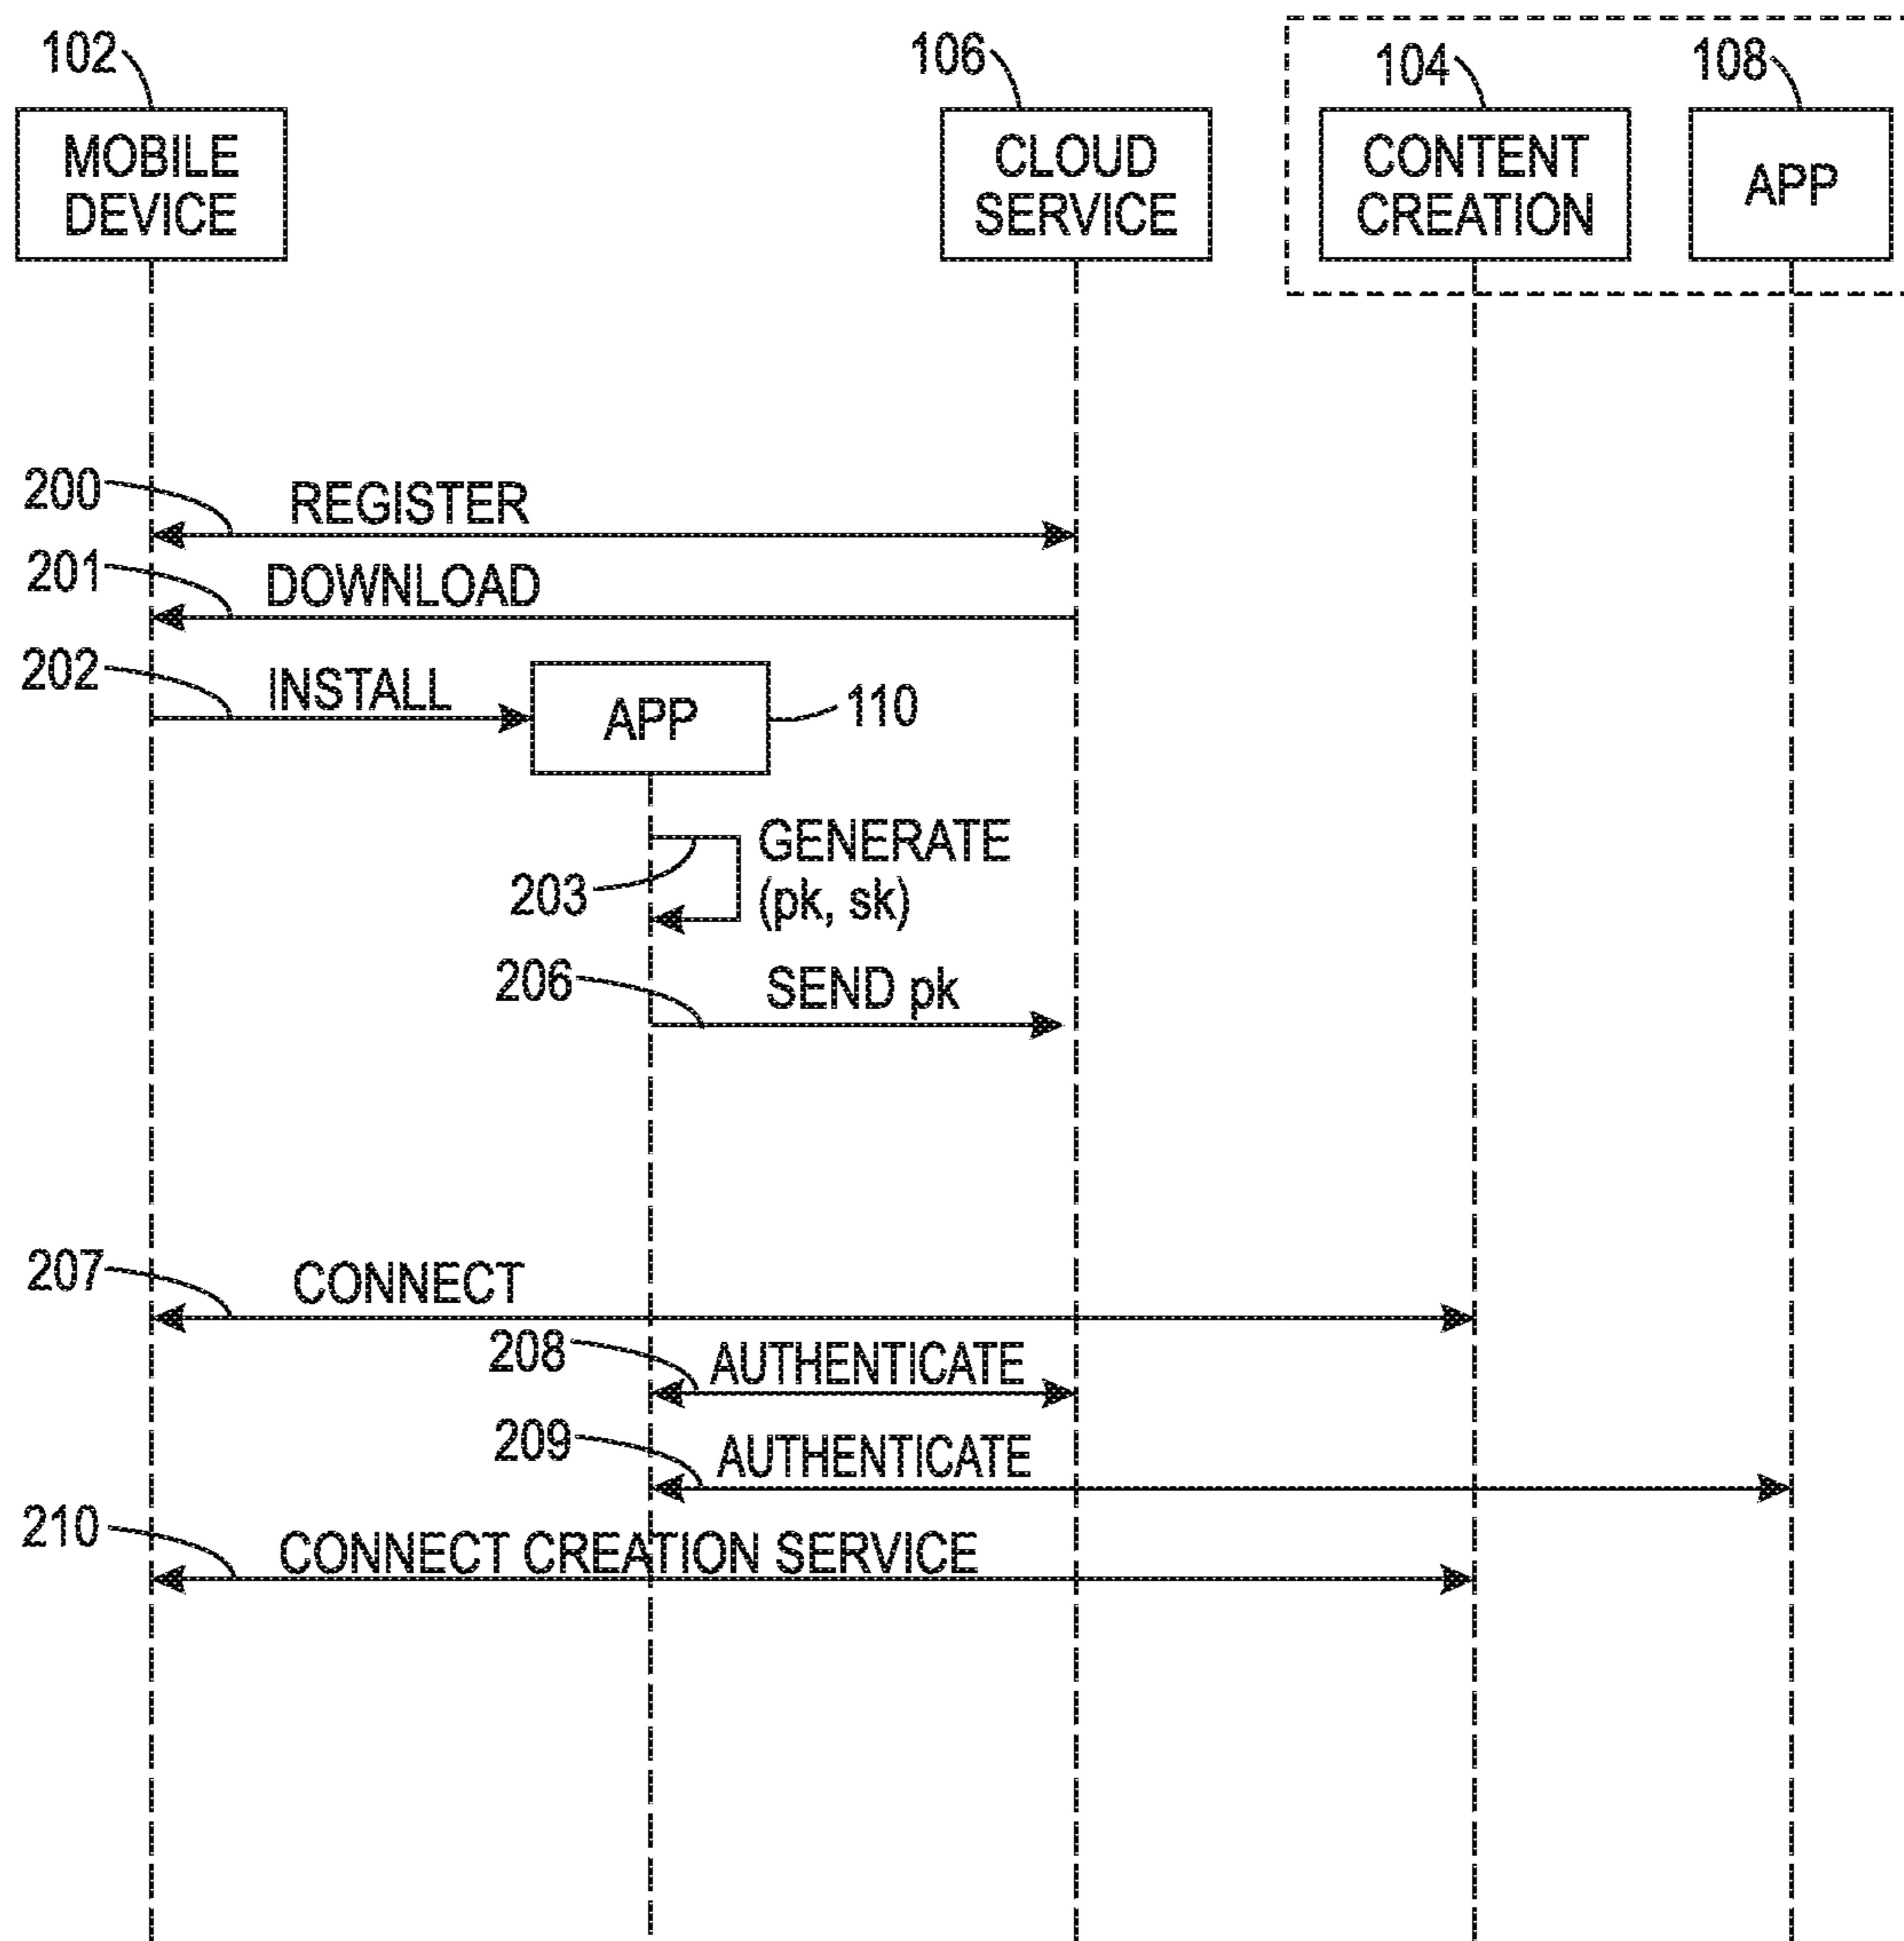 102
106
104
108
MOBILE
DEVICE
CLOUD
SERVICE
CONTENT
CREATION
APP
200
REGISTER
201
DOWNLOAD
202
INSTALL
APP
110
203
GENERATE
(pk, sk)
206
SEND pk
207
CONNECT
208
AUTHENTICATE
209
AUTHENTICATE
210
CONNECT CREATION SERVICE